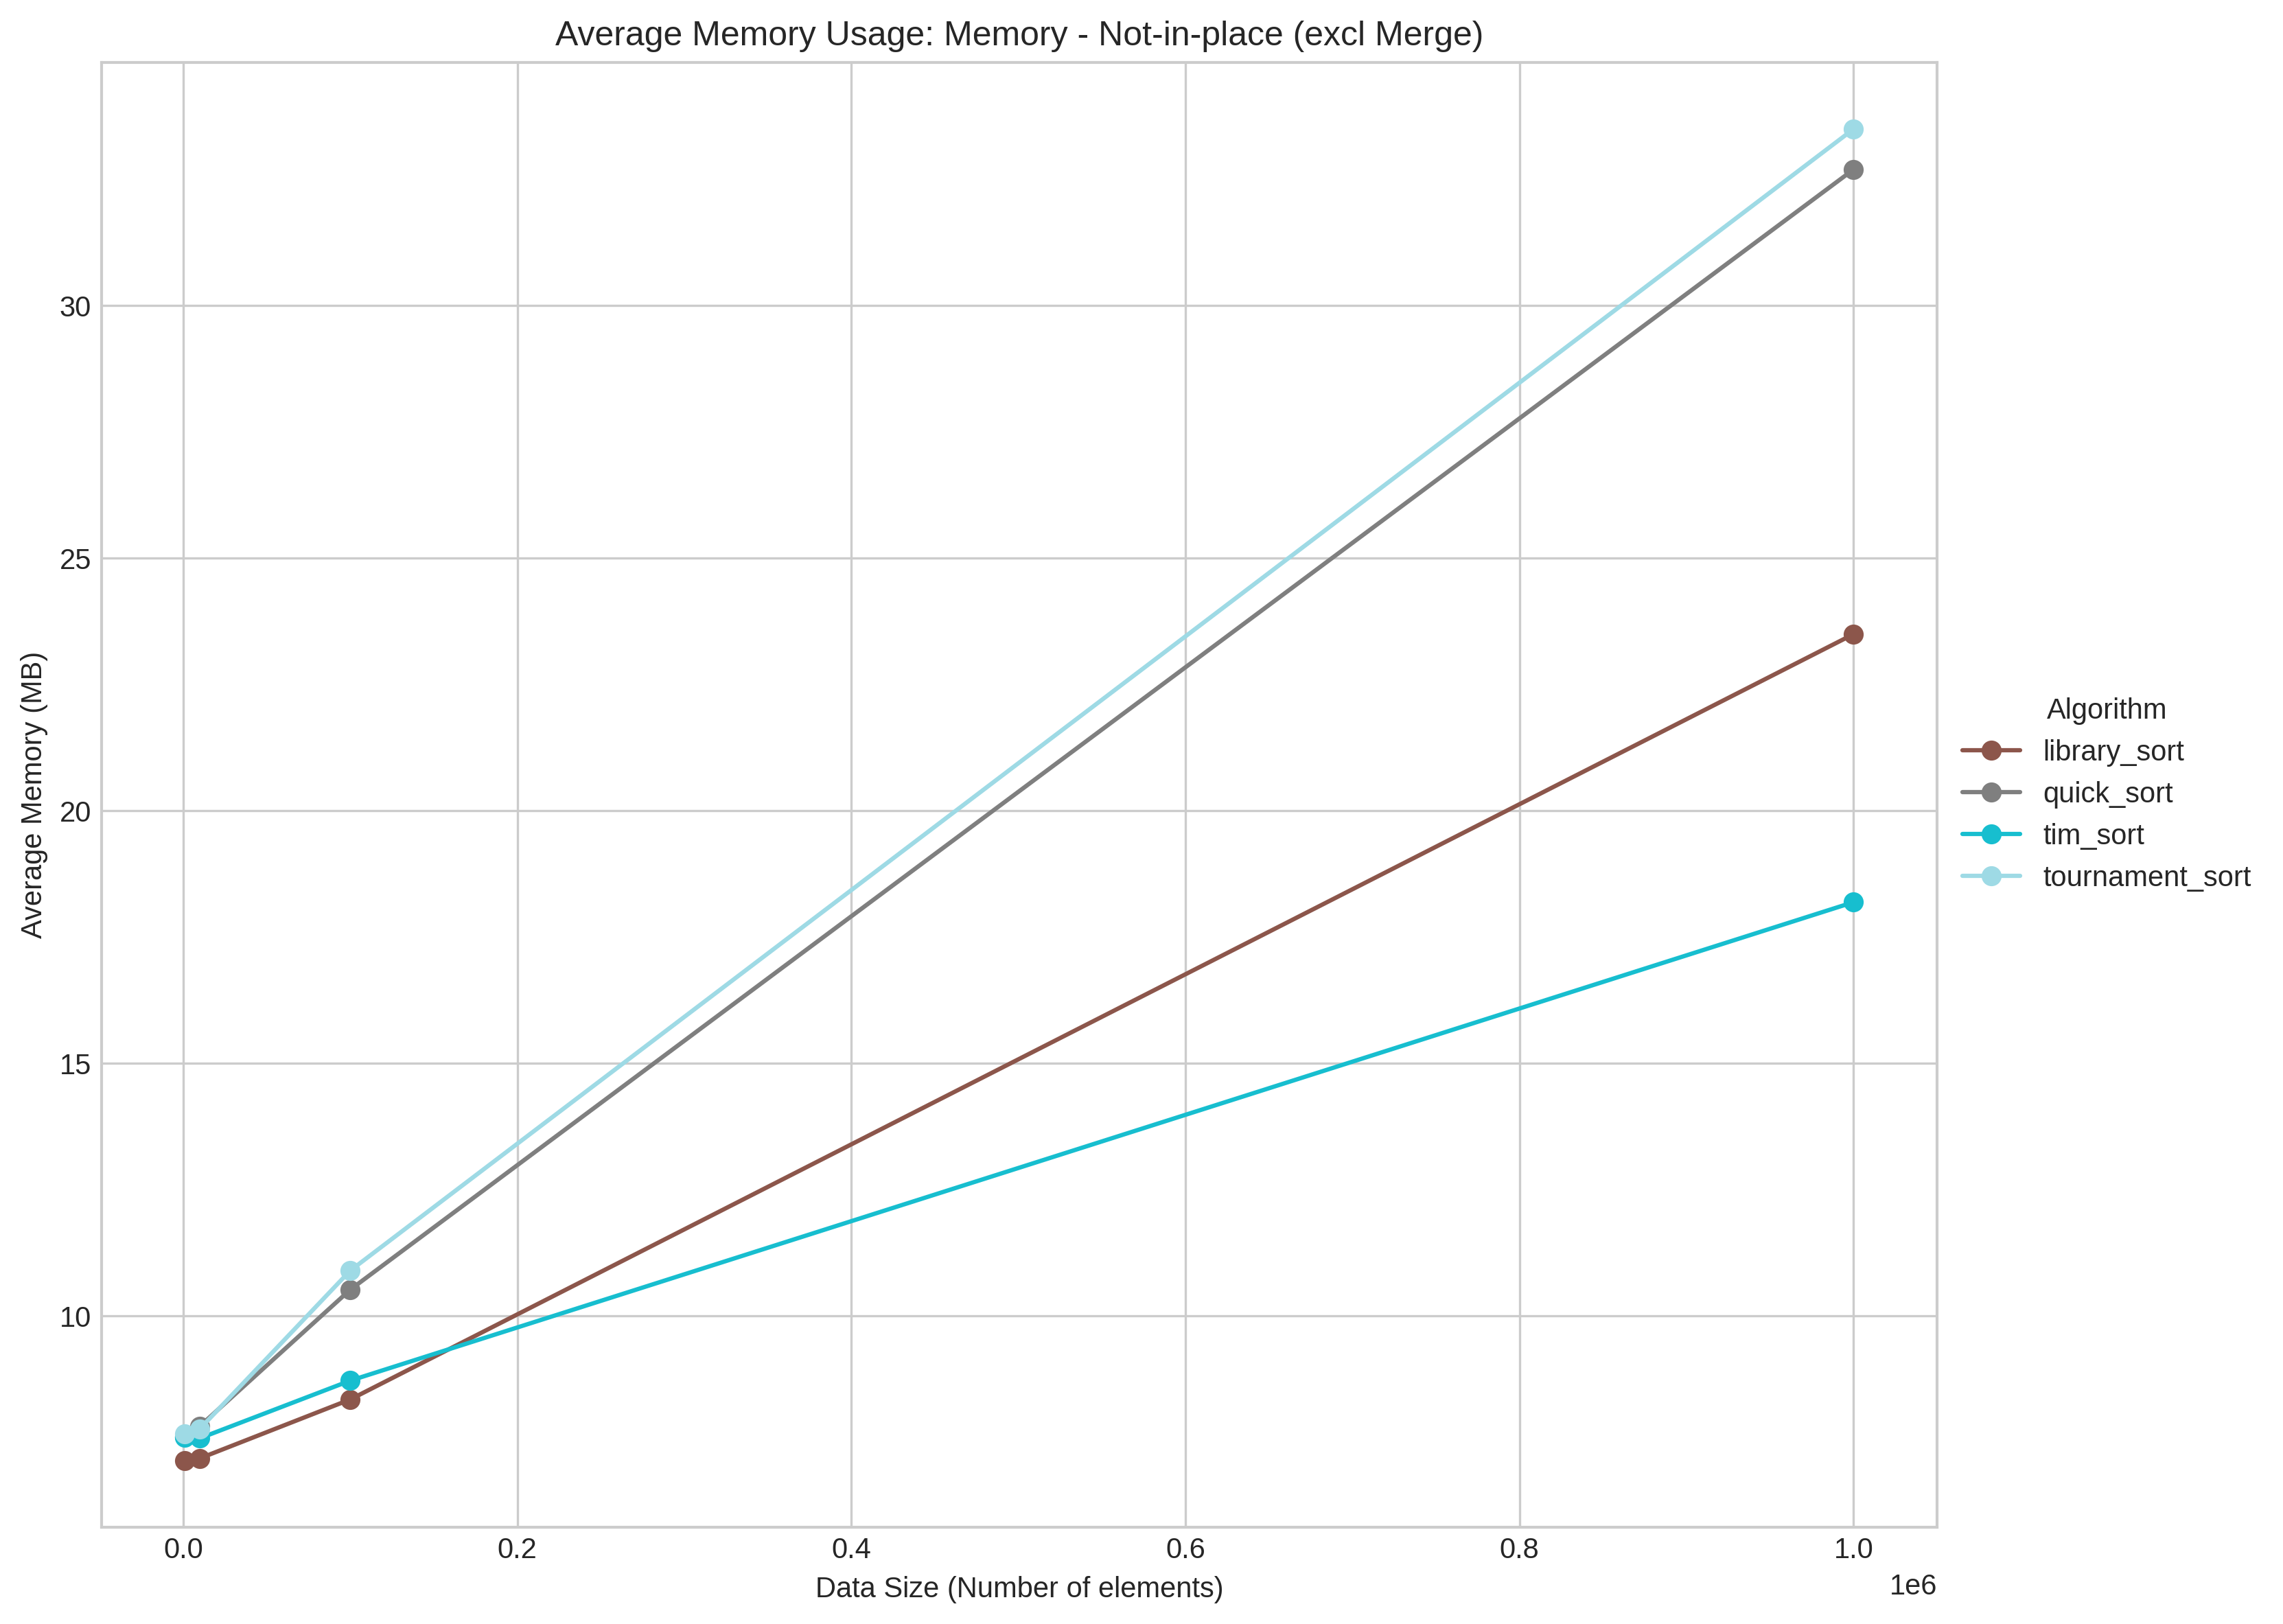 Average Memory Usage: Memory - Not-in-place (excl Merge)
30
25
20
15
10
Average Memory (MB)
0.0 0.2 0.4 0.6 0.8 1.0
1e6
Data Size (Number of elements)
Algorithm
library_sort
quick_sort
tim_sort
tournament_sort